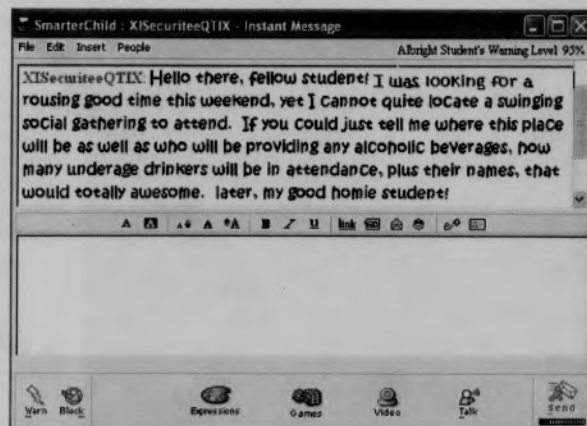 SmarterChild : XISecuriteeQTIX - Instant Message
File Edit Insert People Albright Student's Warning Level 95%
XISecuriteeQTIX: Hello there, fellow student! I was looking for a
rousing good time this weekend, yet I cannot quite locate a swinging
social gathering to attend. If you could just tell me where this place
will be as well as who will be providing any alcoholic beverages, how
many underage drinkers will be in attendance, plus their names, that
would totally awesome. later, my good homie student!
A A A A A B I U link
Warn Block Expressions Games Video Talk Send